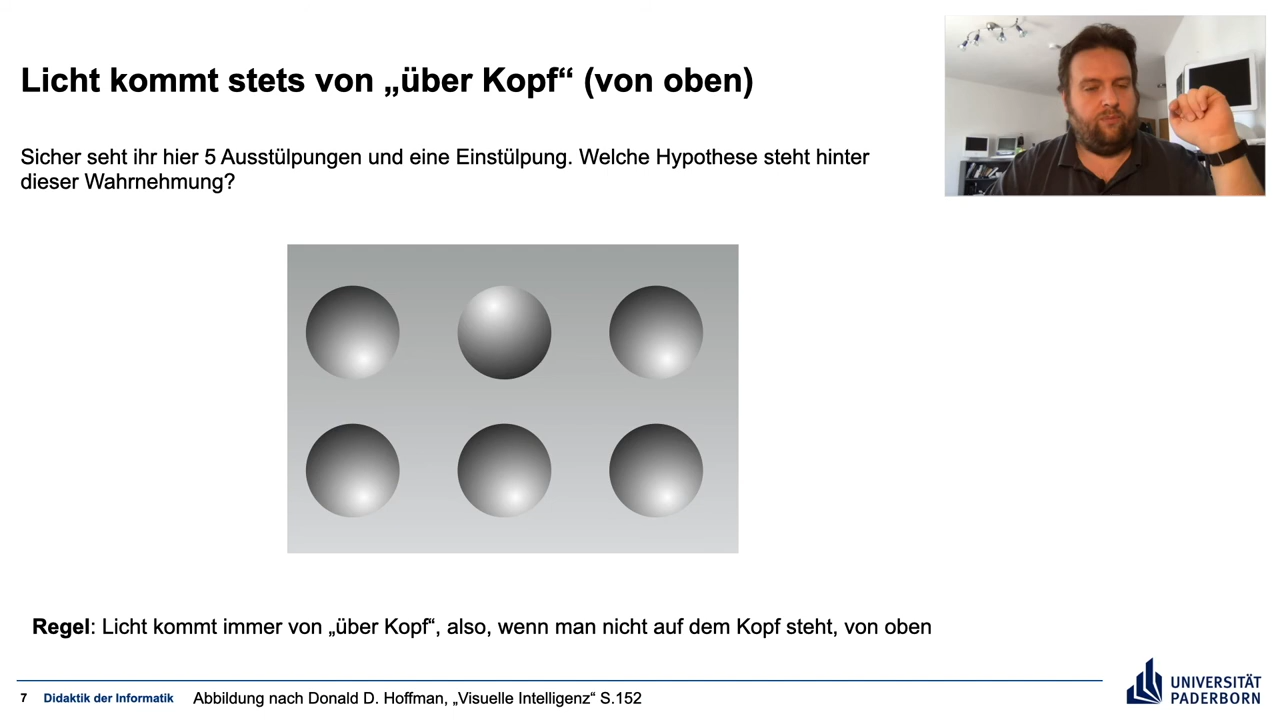 Licht kommt stets von „über Kopf“ (von oben)
Sicher seht ihr hier 5 Ausstülpungen und eine Einstülpung. Welche Hypothese steht hinter
dieser Wahrnehmung?
Regel: Licht kommt immer von „über Kopf“, also, wenn man nicht auf dem Kopf steht, von oben
7 Didaktik der Informatik Abbildung nach Donald D. Hoffman, „Visuelle Intelligenz“ S.152
UNIVERSITÄT
PADERBORN